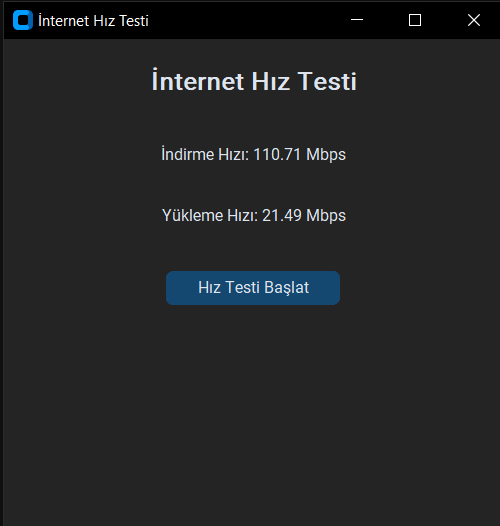 İnternet Hız Testi
İnternet Hız Testi
İndirme Hızı: 110.71 Mbps
Yükleme Hızı: 21.49 Mbps
Hız Testi Başlat